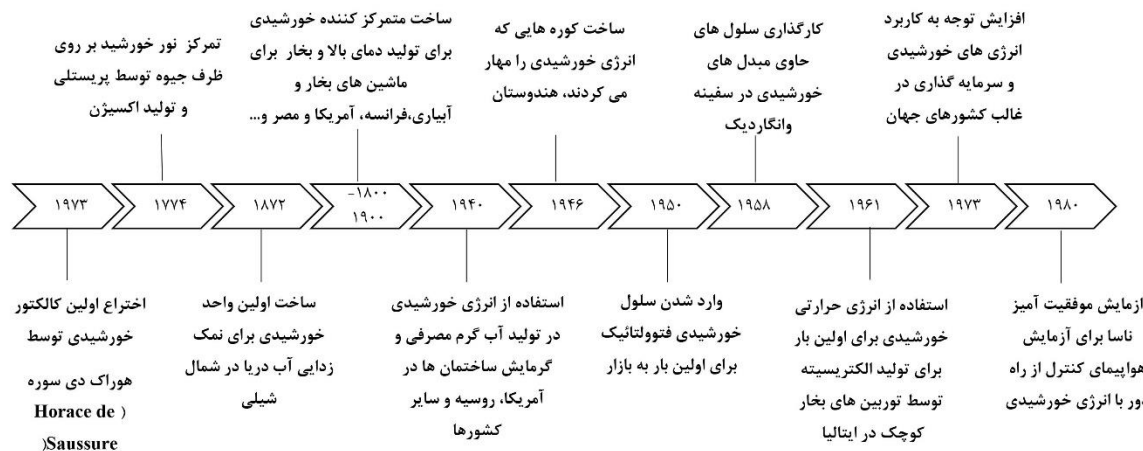 تمرکز نور خورشید بر روی
ظرف جیوه توسط پریستلی
و تولید اکسیژن
ساخت متمرکز کننده خورشیدی
برای تولید دمای بالا و بخار برای
ماشین های بخار و
آبیاری،فرانسه، آمریکا و مصر و...
ساخت کوره هایی که
انرژی خورشیدی را مهار
می کردند، هندوستان
کارگذاری سلول های
حاوی مبدل های
خورشیدی در سفینه
وانگاردیک
افزایش توجه به کاربرد
انرژی های خورشیدی
و سرمایه گذاری در
غالب کشورهای جهان
۱۹۷۳
۱۷۷۴
۱۸۷۲
-۱۸۰۰
۱۹۰۰
۱۹۴۰
۱۹۴۶
۱۹۵۰
۱۹۵۸
۱۹۶۱
۱۹۷۳
۱۹۸۰
اختراع اولین کالکتور
خورشیدی توسط
هوراک دی سوره
Horace de )
)Saussure
ساخت اولین واحد
خورشیدی برای نمک
زدایی آب دریا در شمال
شیلی
استفاده از انرژی خورشیدی
در تولید آب گرم مصرفی و
گرمایش ساختمان ها در
آمریکا، روسیه و سایر
کشورها
وارد شدن سلول
خورشیدی فتوولتائیک
برای اولین بار به بازار
استفاده از انرژی حرارتی
خورشیدی برای اولین بار
برای تولید الکتریسیته
توسط توربین های بخار
کوچک در ایتالیا
ازمایش موفقیت آمیز
ناسا برای آزمایش
هواپیمای کنترل از راه
دور با انرژی خورشیدی